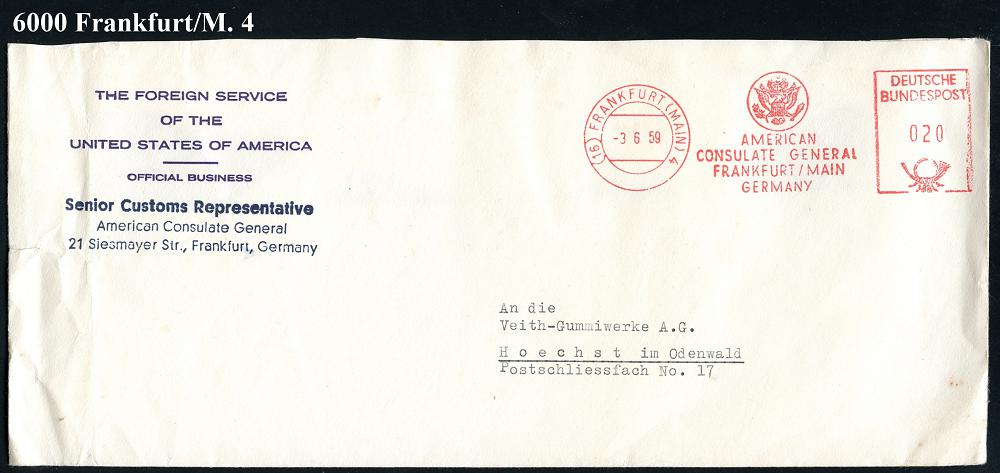 6000 Frankfurt/M. 4
THE FOREIGN SERVICE
OF THE
UNITED STATES OF AMERICA
OFFICIAL BUSINESS
Senior Customs Representative
American Consulate General
21 Siesmayer Str., Frankfurt, Germany
(16) FRANKFURT (MAIN) 4
-3 6 59
AMERICAN
CONSULATE GENERAL
FRANKFURT/MAIN
GERMANY
DEUTSCHE
BUNDESPOST
020
An die
Veith-Gummiwerke A.G.
Hoechst im Odenwald
Postschliessfach No. 17